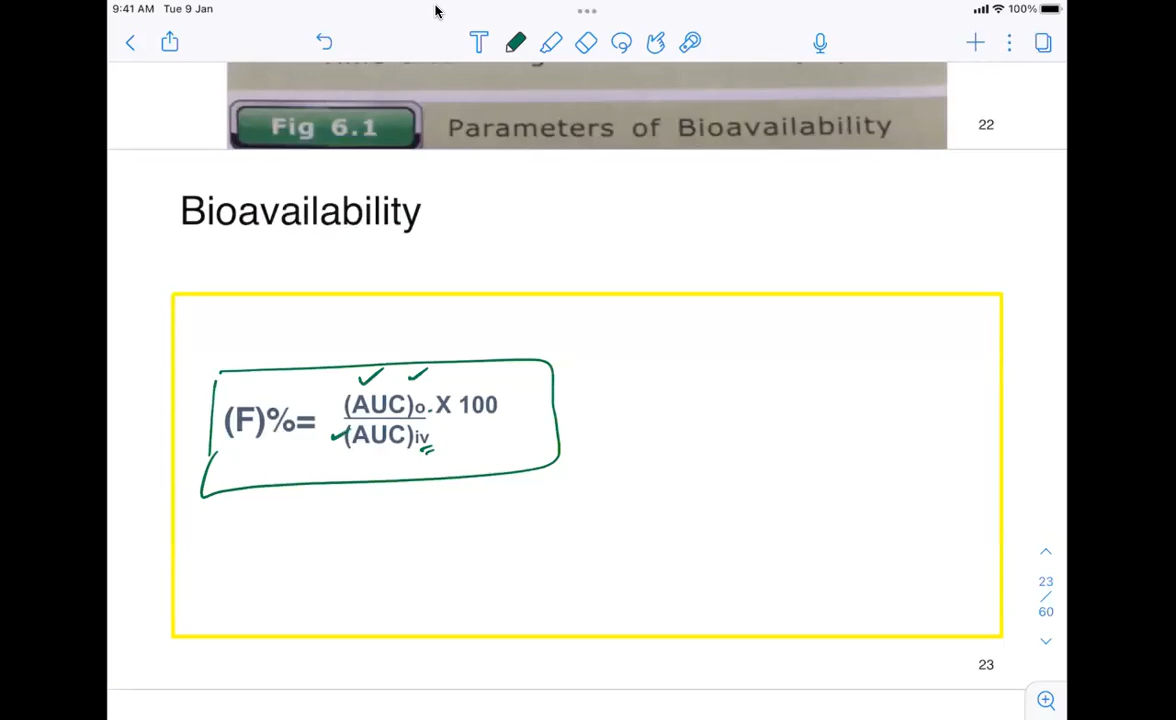 9:41 AM Tue 9 Jan
100%
Fig 6.1 Parameters of Bioavailability
22
Bioavailability
(F)%= (AUC)o. X 100
(AUC)iv
23
/
60
23